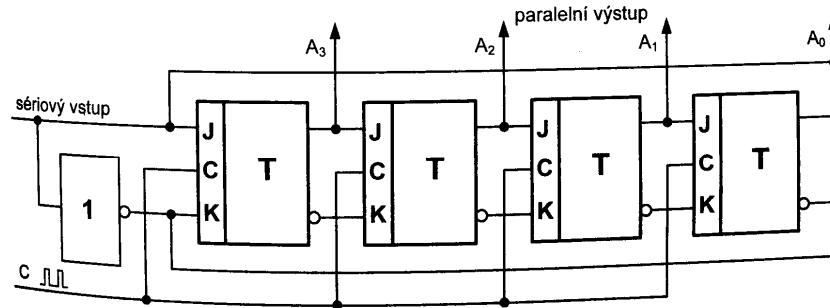 paralelní výstup
A3 A2 A1 A0
sériový vstup
J J J J
C T C T C T C T
1 K K K K
C